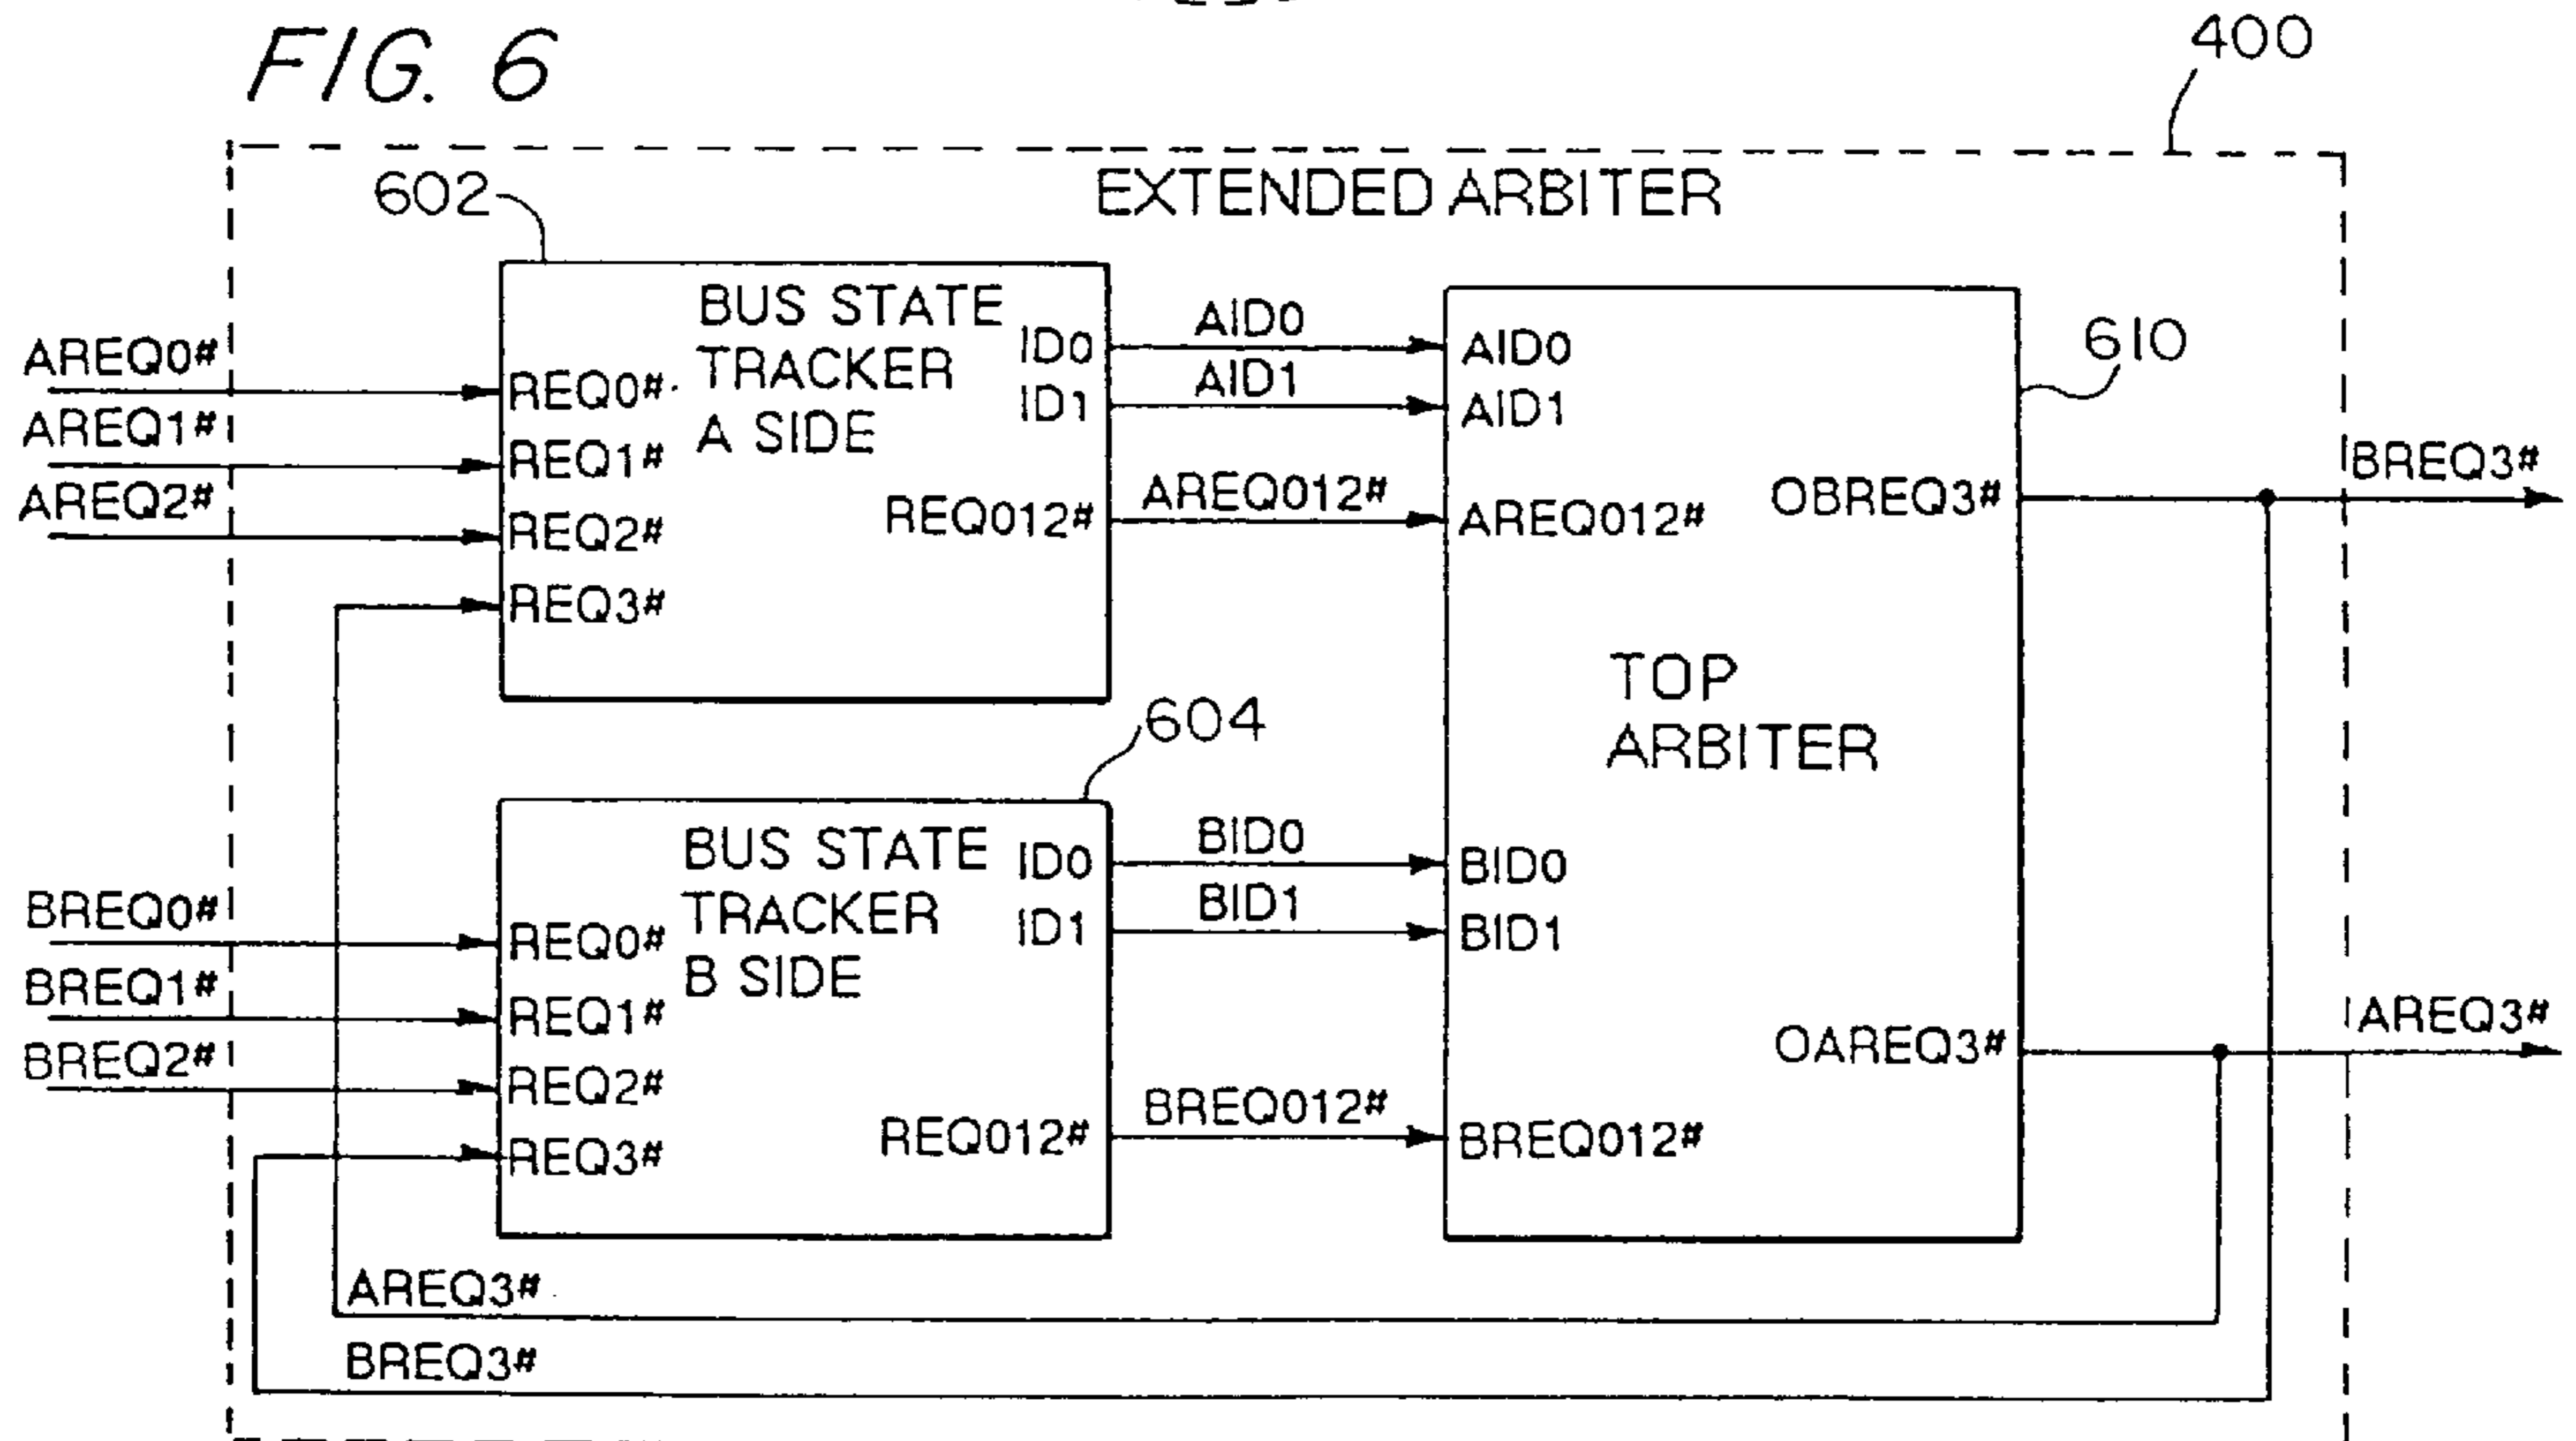 FIG. 6
400
EXTENDED ARBITER
602
BUS STATE
TRACKER
A SIDE
AREQ0#
AREQ1#
AREQ2#
REQ0#
REQ1#
REQ2#
REQ3#
ID0
ID1
REQ012#
AID0
AID1
AREQ012#
AID0
AID1
AREQ012#
610
OBREQ3#
BREQ3#
TOP
ARBITER
604
BUS STATE
TRACKER
B SIDE
BREQ0#
BREQ1#
BREQ2#
REQ0#
REQ1#
REQ2#
REQ3#
ID0
ID1
REQ012#
BID0
BID1
BREQ012#
BID0
BID1
BREQ012#
OAREQ3#
AREQ3#
AREQ3#
BREQ3#